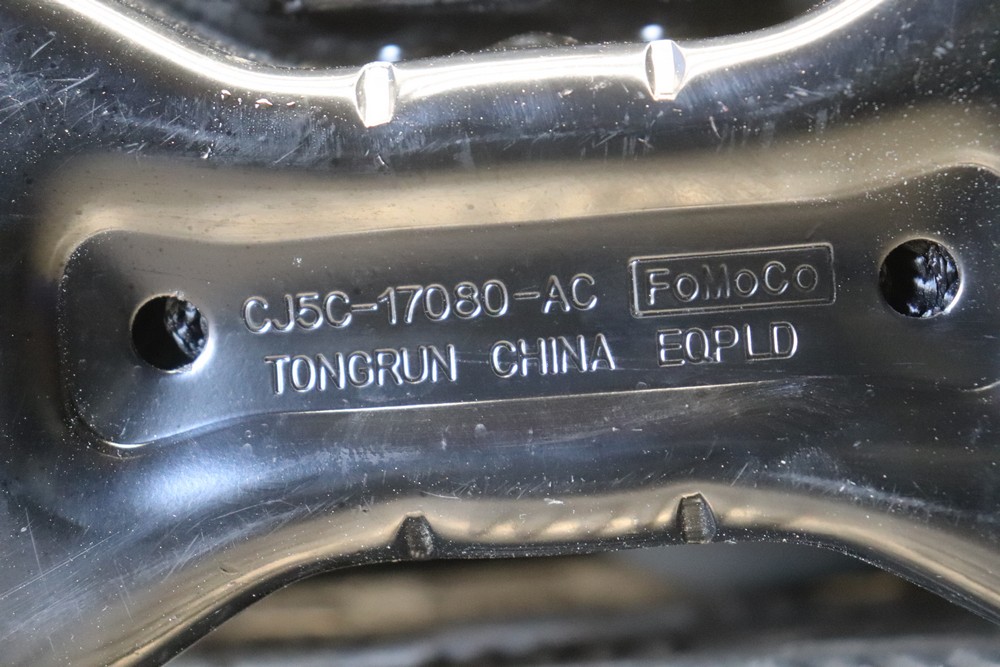 CJ5C-17080-AC FoMoCo
TONGRUN CHINA EQPLD